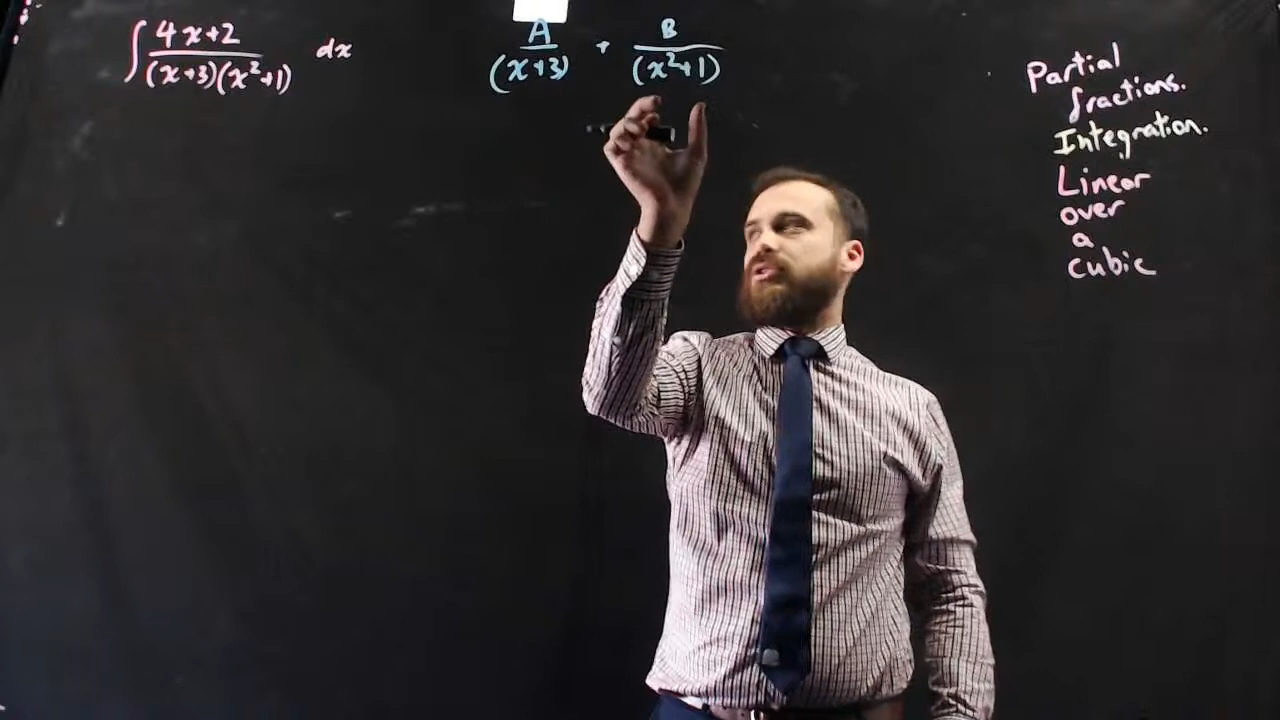 ∫ 4x+2 / (x+3)(x²+1) dx
A / (x+3) + B / (x²+1)
Partial
fractions.
Integration.
Linear
over
a
cubic